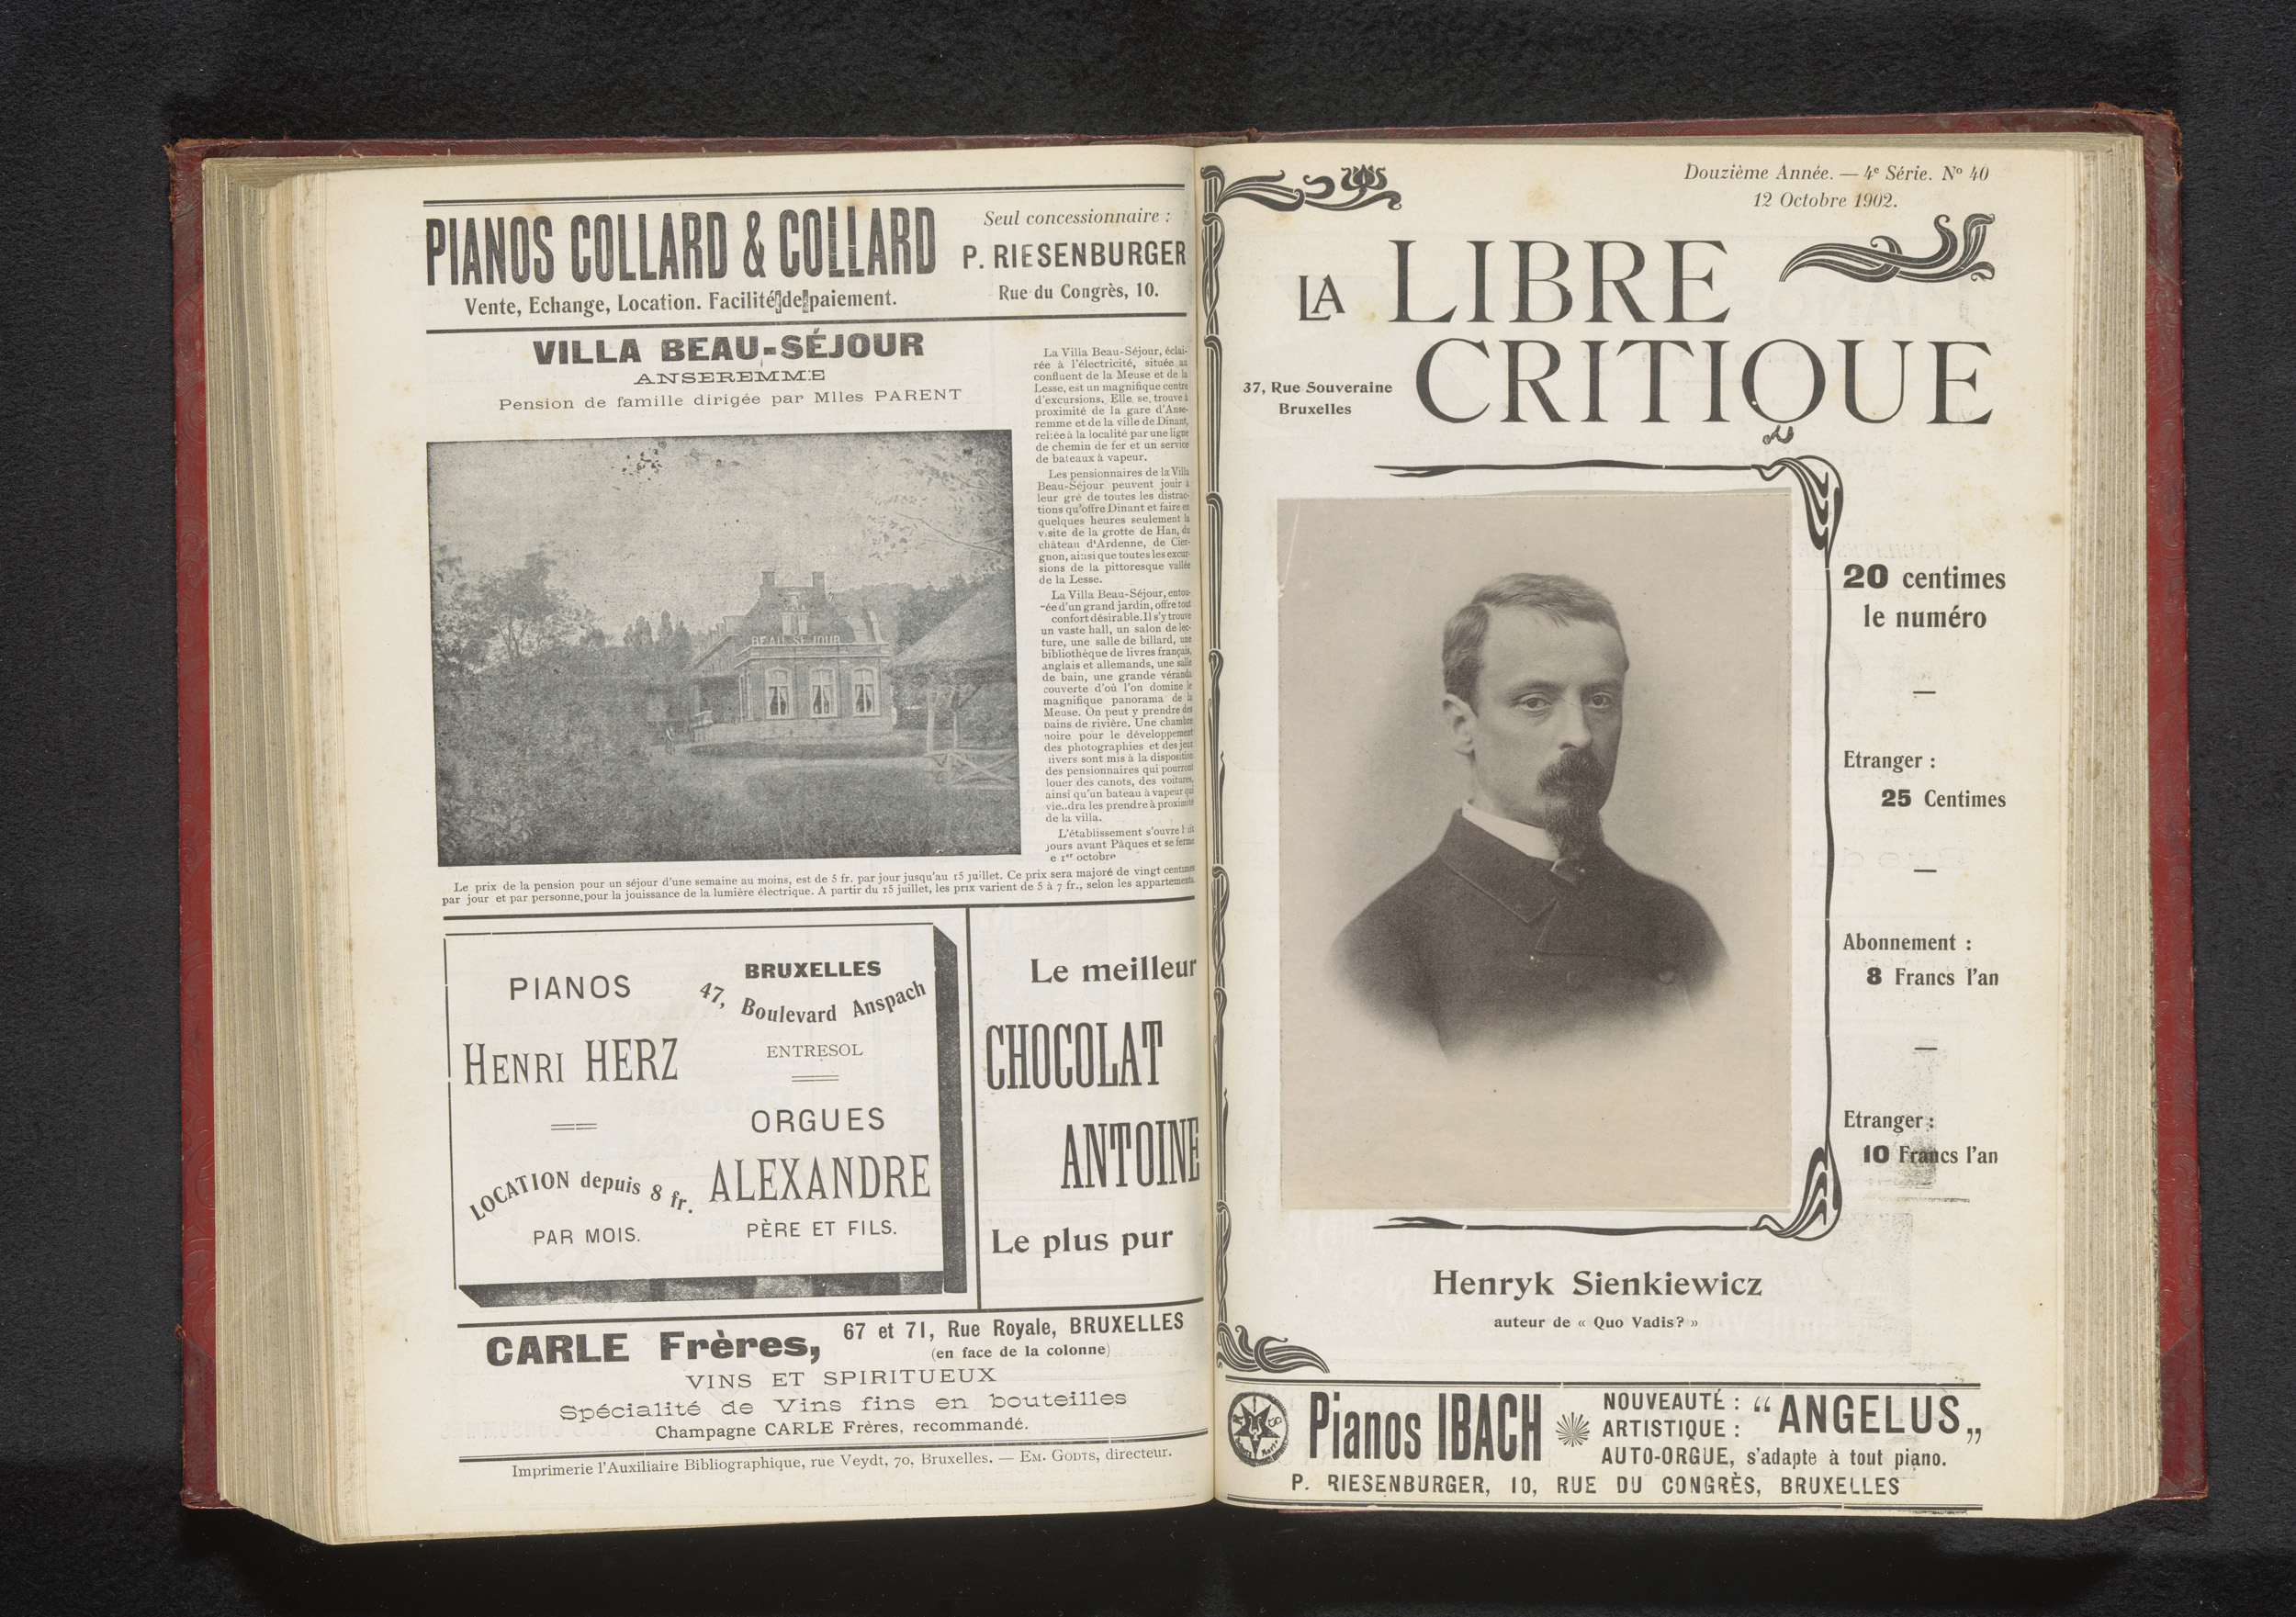 PIANOS COLLARD & COLLARD
Vente, Echange, Location. Facilité de paiement.
Seul concessionnaire :
P. RIESENBURGER
Rue du Congrès, 10.
VILLA BEAU-SÉJOUR
ANSEREMME
Pension de famille dirigée par Mlles PARENT
BEAU SEJOUR
La Villa Beau-Séjour, éclai-
rée à l'électricité, située au
confluent de la Meuse et de la
Lesse, est un magnifique centre
d'excursions. Elle se trouve à
proximité de la gare d'Anse-
remme et de la ville de Dinant,
reliée à la localité par une ligne
de chemin de fer et un service
de bateaux à vapeur.
Les pensionnaires de la Villa
Beau-Séjour peuvent jouir à
leur gré de toutes les distrac-
tions qu'offre Dinant et faire en
quelques heures seulement la
visite de la grotte de Han, du
château d'Ardenne, de Cier-
gnon, ainsi que toutes les excur-
sions de la pittoresque vallée
de la Lesse.
La Villa Beau-Séjour, entou-
-ée d'un grand jardin, offre tout
confort désirable. Il s'y trouve
un vaste hall, un salon de lec-
ture, une salle de billard, une
bibliothèque de livres français,
anglais et allemands, une salle
de bain, une grande véranda
couverte d'où l'on domine le
magnifique panorama de la
Meuse. On peut y prendre des
bains de rivière. Une chambre
noire pour le développement
des photographies et des jeux
ivers sont mis à la disposition
des pensionnaires qui pourront
louer des canots, des voitures,
ainsi qu'un bateau à vapeur qui
vie..dra les prendre à proximité
de la villa.
L'établissement s'ouvre huit
jours avant Pâques et se ferme
e 1er octobre
Le prix de la pension pour un séjour d'une semaine au moins, est de 5 fr. par jour jusqu'au 15 juillet. Ce prix sera majoré de vingt centimes
par jour et par personne, pour la jouissance de la lumière électrique. A partir du 15 juillet, les prix varient de 5 à 7 fr., selon les appartements.
PIANOS
HENRI HERZ
LOCATION depuis 8 fr.
PAR MOIS.
BRUXELLES
47, Boulevard Anspach
ENTRESOL
ORGUES
ALEXANDRE
PÈRE ET FILS.
Le meilleur
CHOCOLAT
ANTOINE
Le plus pur
CARLE Frères, 67 et 71, Rue Royale, BRUXELLES
(en face de la colonne)
VINS ET SPIRITUEUX
Spécialité de Vins fins en bouteilles
Champagne CARLE Frères, recommandé.
Imprimerie l'Auxiliaire Bibliographique, rue Veydt, 70, Bruxelles. — EM. GODTS, directeur.
Douzième Année. — 4e Série. No 40
12 Octobre 1902.
LA LIBRE
CRITIQUE
37, Rue Souveraine
Bruxelles
20 centimes
le numéro
—
Etranger :
25 Centimes
—
Abonnement :
8 Francs l'an
—
Etranger :
10 Francs l'an
Henryk Sienkiewicz
auteur de « Quo Vadis? »
Pianos IBACH
NOUVEAUTÉ :
ARTISTIQUE :
“ ANGELUS „
AUTO-ORGUE, s'adapte à tout piano.
P. RIESENBURGER, 10, RUE DU CONGRÈS, BRUXELLES